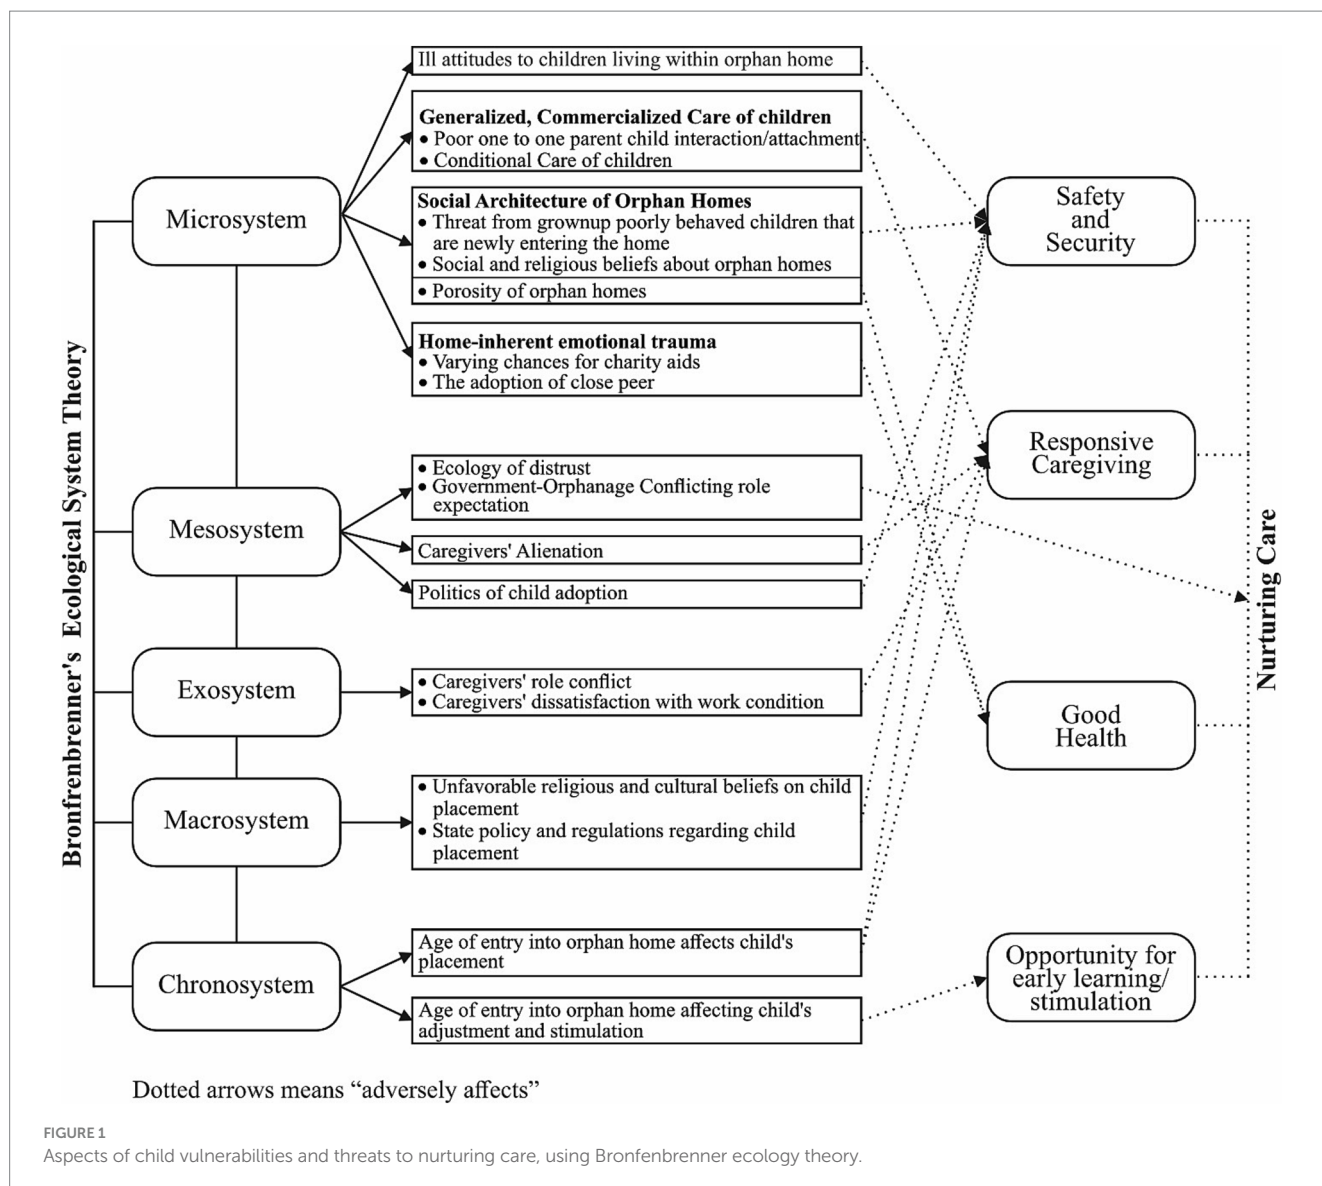 Bronfrenbrenner's Ecological System Theory
Microsystem
Mesosystem
Exosystem
Macrosystem
Chronosystem
Ill attitudes to children living within orphan home
Generalized, Commercialized Care of children
• Poor one to one parent child interaction/attachment
• Conditional Care of children
Social Architecture of Orphan Homes
• Threat from grownup poorly behaved children that
are newly entering the home
• Social and religious beliefs about orphan homes
• Porosity of orphan homes
Home-inherent emotional trauma
• Varying chances for charity aids
• The adoption of close peer
• Ecology of distrust
• Government-Orphanage Conflicting role
expectation
Caregivers' Alienation
Politics of child adoption
• Caregivers' role conflict
• Caregivers' dissatisfaction with work condition
• Unfavorable religious and cultural beliefs on child
placement
• State policy and regulations regarding child
placement
Age of entry into orphan home affects child's
placement
Age of entry into orphan home affecting child's
adjustment and stimulation
Safety
and
Security
Responsive
Caregiving
Good
Health
Opportunity for
early learning/
stimulation
Nurturing Care
Dotted arrows means “adversely affects”
FIGURE 1
Aspects of child vulnerabilities and threats to nurturing care, using Bronfenbrenner ecology theory.